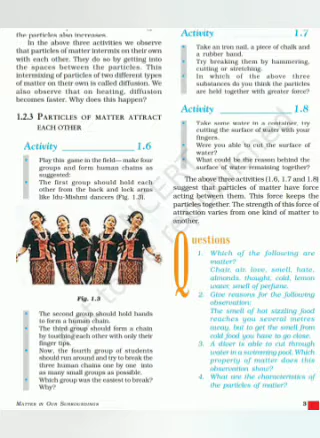 the particles also increases.
In the above three activities we observe
that particles of matter intermix on their own
with each other. They do so by getting into
the spaces between the particles. This
intermixing of particles of two different types
of matter on their own is called diffusion. We
also observe that on heating, diffusion
becomes faster. Why does this happen?
1.2.3 PARTICLES OF MATTER ATTRACT
EACH OTHER
Activity 1.6
• Play this game in the field— make four
groups and form human chains as
suggested:
• The first group should hold each
other from the back and lock arms
like Idu-Mishmi dancers (Fig. 1.3).
Fig. 1.3
• The second group should hold hands
to form a human chain.
• The third group should form a chain
by touching each other with only their
finger tips.
• Now, the fourth group of students
should run around and try to break the
three human chains one by one into
as many small groups as possible.
• Which group was the easiest to break?
Why?
MATTER IN OUR SURROUNDINGS
Activity 1.7
• Take an iron nail, a piece of chalk and
a rubber band.
• Try breaking them by hammering,
cutting or stretching.
• In which of the above three
substances do you think the particles
are held together with greater force?
Activity 1.8
• Take some water in a container, try
cutting the surface of water with your
fingers.
• Were you able to cut the surface of
water?
• What could be the reason behind the
surface of water remaining together?
The above three activities (1.6, 1.7 and 1.8)
suggest that particles of matter have force
acting between them. This force keeps the
particles together. The strength of this force of
attraction varies from one kind of matter to
another.
Questions
1. Which of the following are
matter?
Chair, air, love, smell, hate,
almonds, thought, cold, lemon
water, smell of perfume.
2. Give reasons for the following
observation:
The smell of hot sizzling food
reaches you several metres
away, but to get the smell from
cold food you have to go close.
3. A diver is able to cut through
water in a swimming pool. Which
property of matter does this
observation show?
4. What are the characteristics of
the particles of matter?
3